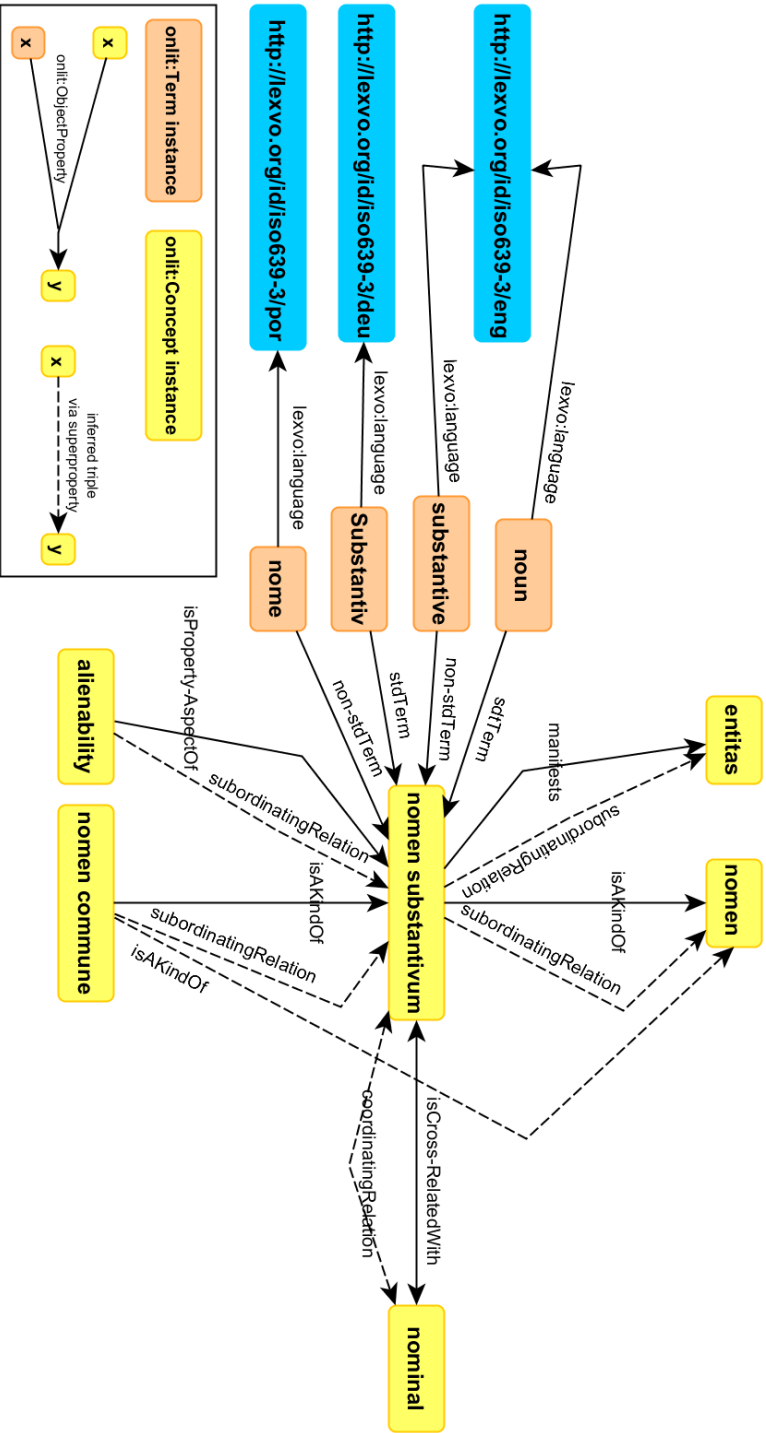 entitas
nomen
manifests
subordinatingRelation
isAKindOf
subordinatingRelation
http://lexvo.org/id/iso639-3/eng
lexvo:language
noun
sdtTerm
lexvo:language
substantive
non-stdTerm
nomen substantivum
isCross-RelatedWith
nominal
coordinatingRelation
http://lexvo.org/id/iso639-3/deu
lexvo:language
Substantiv
stdTerm
http://lexvo.org/id/iso639-3/por
lexvo:language
nome
non-stdTerm
isProperty-AspectOf
subordinatingRelation
isAKindOf
subordinatingRelation
isAKindOf
alienability
nomen commune
onlit:Term instance
onlit:Concept instance
x
x
onlit:ObjectProperty
y
x
inferred triple
via superproperty
y